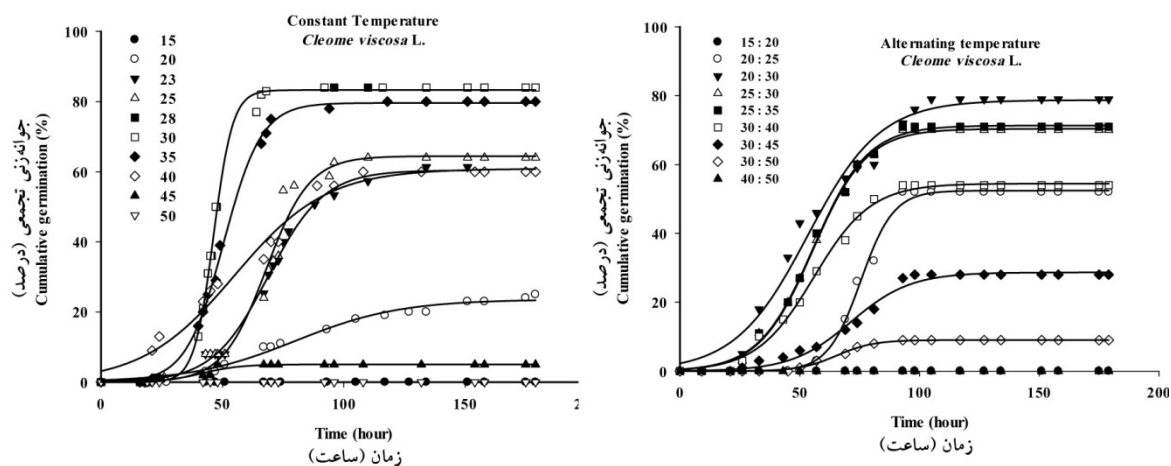 Constant Temperature
Cleome viscosa L.
15
20
23
25
28
30
35
40
45
50
جوانه‌زنی تجمعی (درصد)
Cumulative germination (%)
100
80
60
40
20
0
0
50
100
150
2
Time (hour)
زمان (ساعت)
Alternating temperature
Cleome viscosa L.
15 : 20
20 : 25
20 : 30
25 : 30
25 : 35
30 : 40
30 : 45
30 : 50
40 : 50
جوانه‌زنی تجمعی (درصد)
Cumulative germination (%)
100
80
60
40
20
0
0
50
100
150
200
Time (hour)
زمان (ساعت)